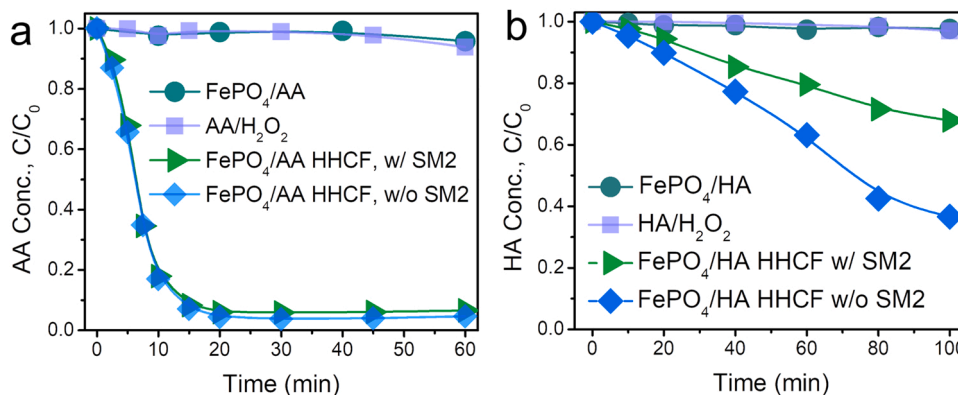 a
AA Conc., C/C₀
1.0
0.8
0.6
0.4
0.2
0.0
FePO₄/AA
AA/H₂O₂
FePO₄/AA HHCF, w/ SM2
FePO₄/AA HHCF, w/o SM2
0 10 20 30 40 50 60
Time (min)
b
HA Conc., C/C₀
1.0
0.8
0.6
0.4
0.2
0.0
FePO₄/HA
HA/H₂O₂
FePO₄/HA HHCF w/ SM2
FePO₄/HA HHCF w/o SM2
0 20 40 60 80 100
Time (min)